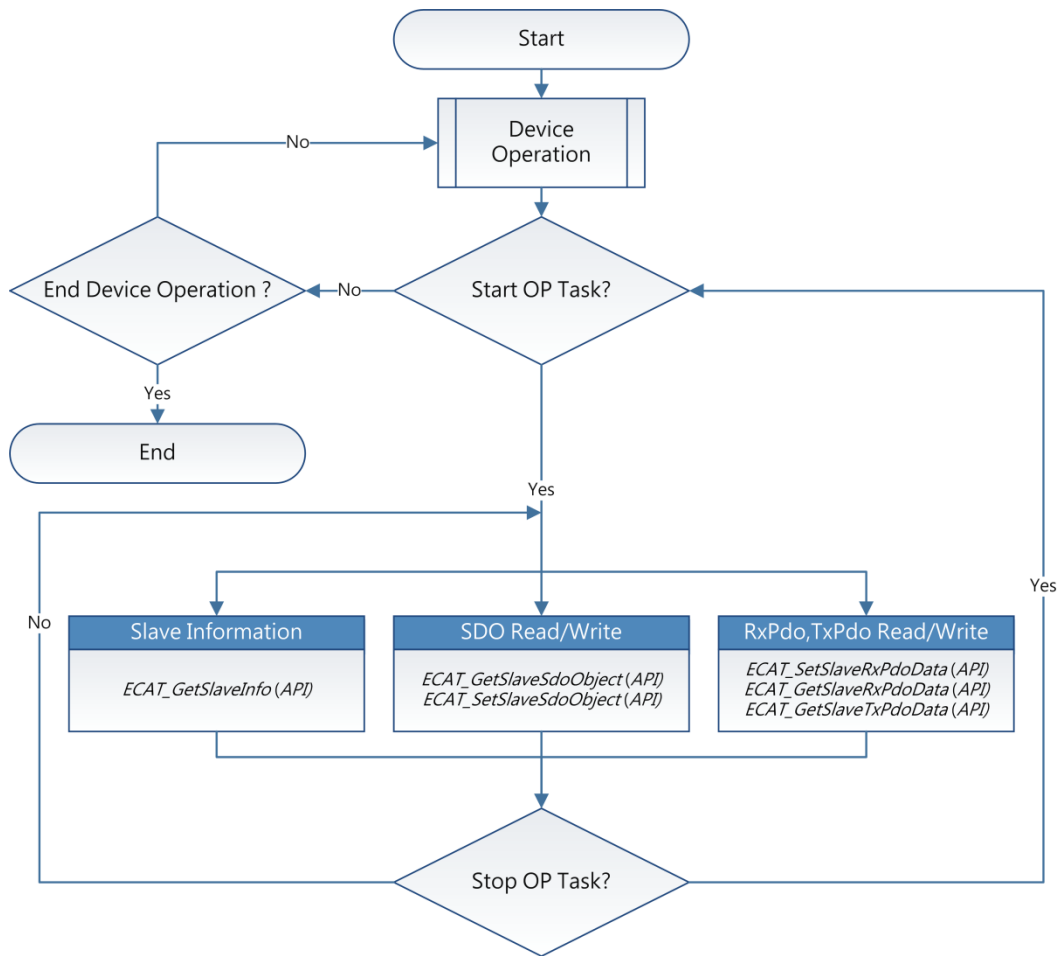 Start
Device
Operation
No
End Device Operation ?
No
Start OP Task?
Yes
End
Yes
No
Yes
Slave Information
ECAT_GetSlaveInfo (API)
SDO Read/Write
ECAT_GetSlaveSdoObject (API)
ECAT_SetSlaveSdoObject (API)
RxPdo,TxPdo Read/Write
ECAT_SetSlaveRxPdoData (API)
ECAT_GetSlaveRxPdoData (API)
ECAT_GetSlaveTxPdoData (API)
Stop OP Task?